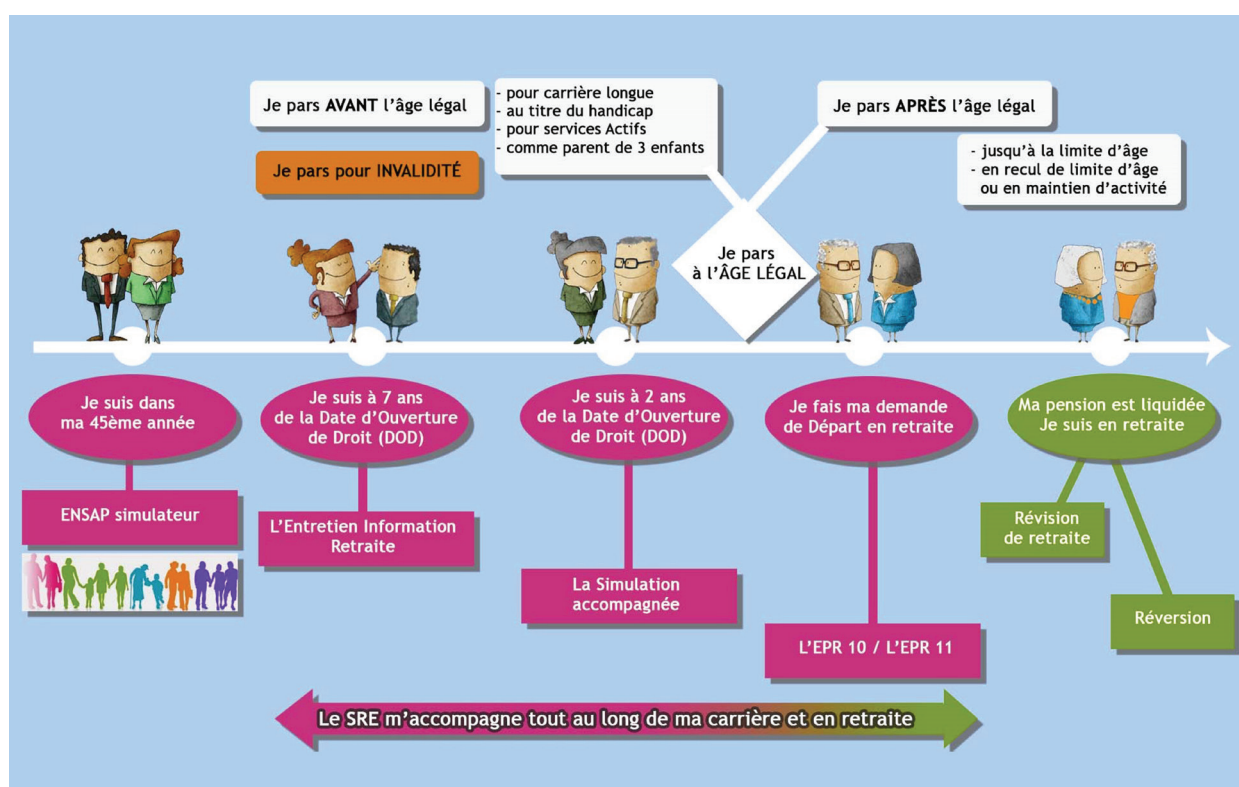 Je pars AVANT l'âge légal
Je pars pour INVALIDITÉ
- pour carrière longue
- au titre du handicap
- pour services Actifs
- comme parent de 3 enfants
Je pars APRÈS l'âge légal
- jusqu'à la limite d'âge
- en recul de limite d'âge
ou en maintien d'activité
Je pars
à l'ÂGE LÉGAL
Je suis dans
ma 45ème année
Je suis à 7 ans
de la Date d'Ouverture
de Droit (DOD)
Je suis à 2 ans
de la Date d'Ouverture
de Droit (DOD)
Je fais ma demande
de Départ en retraite
Ma pension est liquidée
Je suis en retraite
ENSAP simulateur
L'Entretien Information
Retraite
La Simulation
accompagnée
L'EPR 10 / L'EPR 11
Révision
de retraite
Réversion
Le SRE m'accompagne tout au long de ma carrière et en retraite